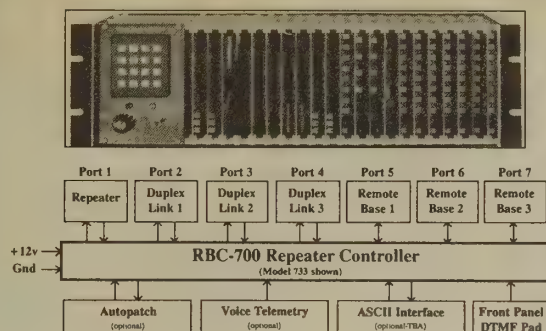 Port 1 Port 2 Port 3 Port 4 Port 5 Port 6 Port 7
Repeater
Duplex
Link 1
Duplex
Link 2
Duplex
Link 3
Remote
Base 1
Remote
Base 2
Remote
Base 3
+12v
Gnd
RBC-700 Repeater Controller
(Model 733 shown)
Autopatch
(optional)
Voice Telemetry
(optional)
ASCII Interface
(optional-TBA)
Front Panel
DTMF Pad